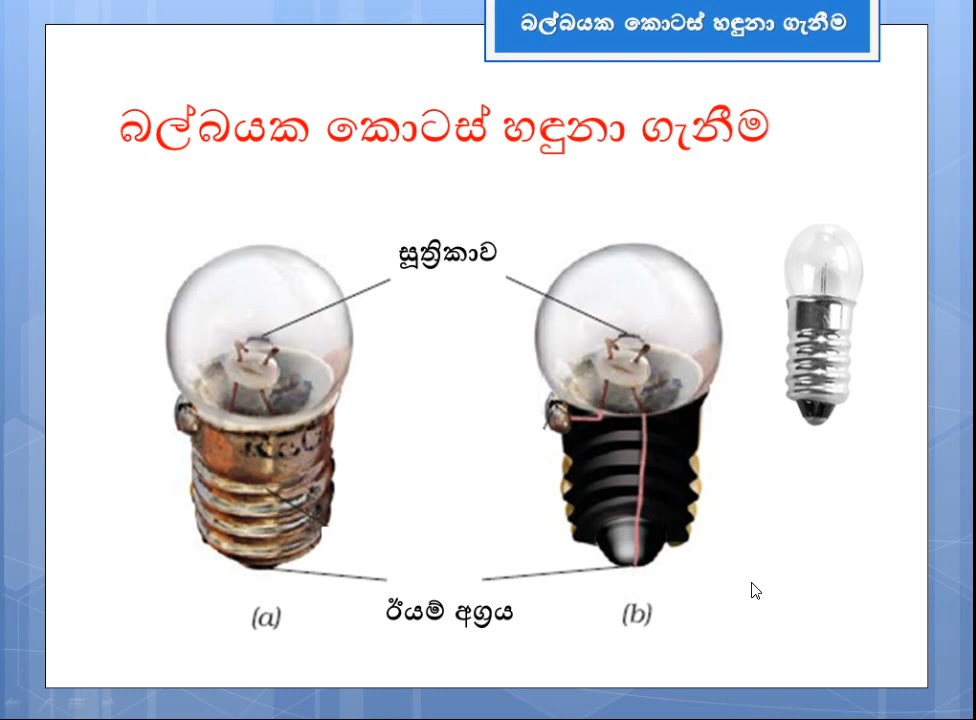 බල්බයක කොටස් හඳුනා ගැනීම
බල්බයක කොටස් හඳුනා ගැනීම
සූත්‍රිකාව
ඊයම් අග්‍රය
(a)
(b)